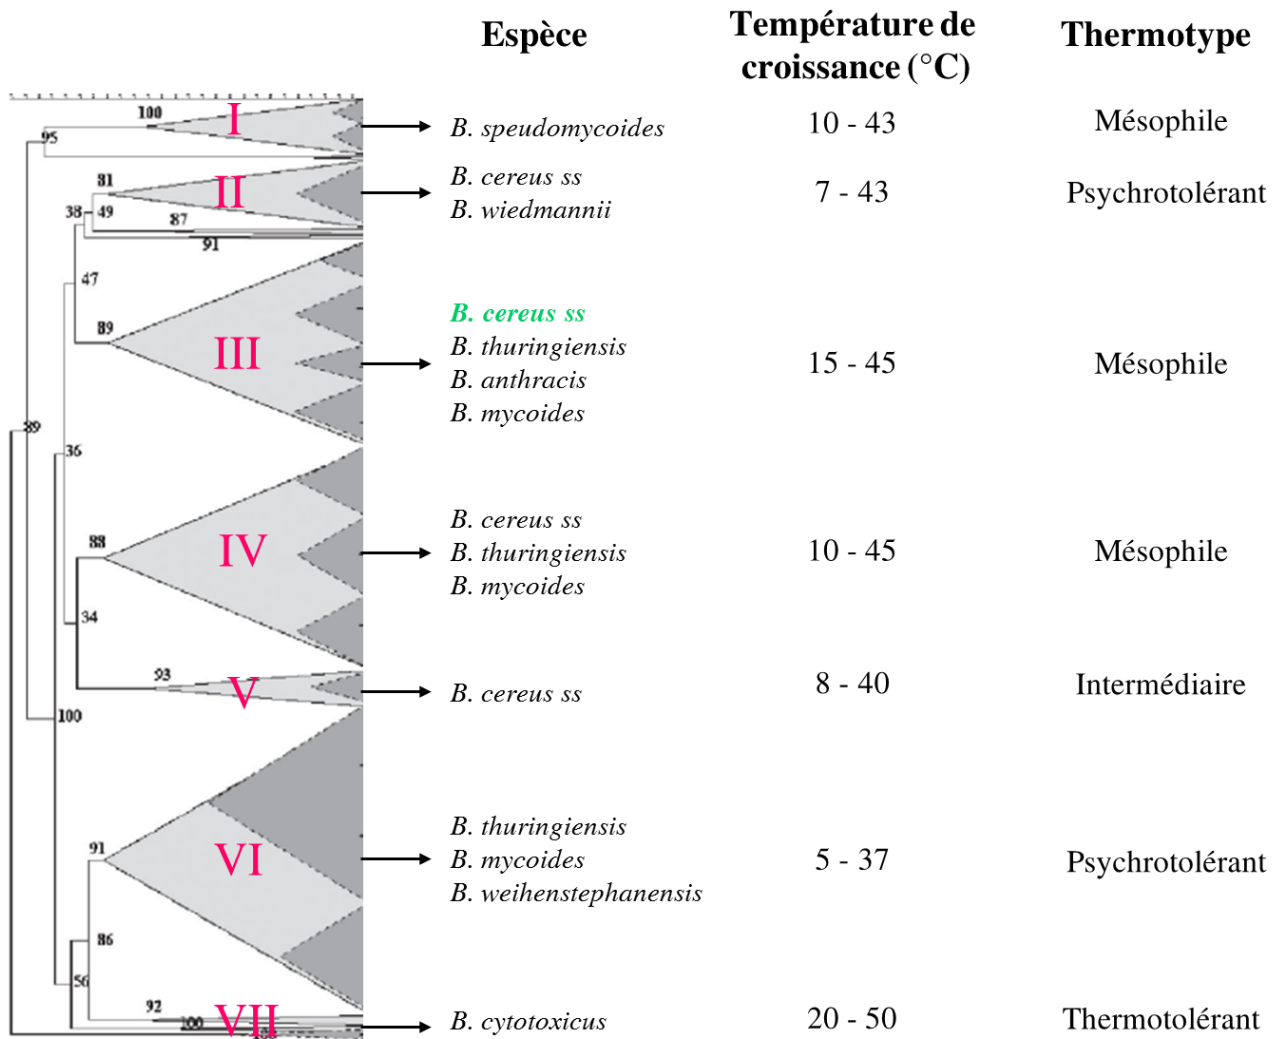 Espèce
Température de
croissance (°C)
Thermotype
100
I
95
B. speudomycoides
10 - 43
Mésophile
81
II
38
49
87
91
B. cereus ss
B. wiedmannii
7 - 43
Psychrotolérant
47
89
III
B. cereus ss
B. thuringiensis
B. anthracis
B. mycoides
15 - 45
Mésophile
89
36
88
IV
34
B. cereus ss
B. thuringiensis
B. mycoides
10 - 45
Mésophile
93
V
B. cereus ss
8 - 40
Intermédiaire
100
91
VI
B. thuringiensis
B. mycoides
B. weihenstephanensis
5 - 37
Psychrotolérant
86
56
92
VII
100
B. cytotoxicus
20 - 50
Thermotolérant